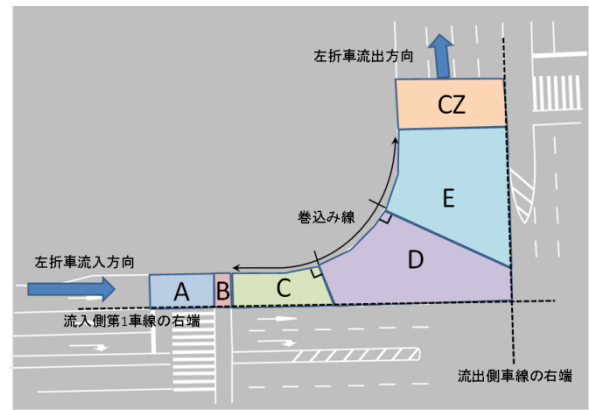 左折車流出方向
CZ
E
巻込み線
D
左折車流入方向
A
B
C
流入側第1車線の右端
流出側車線の右端